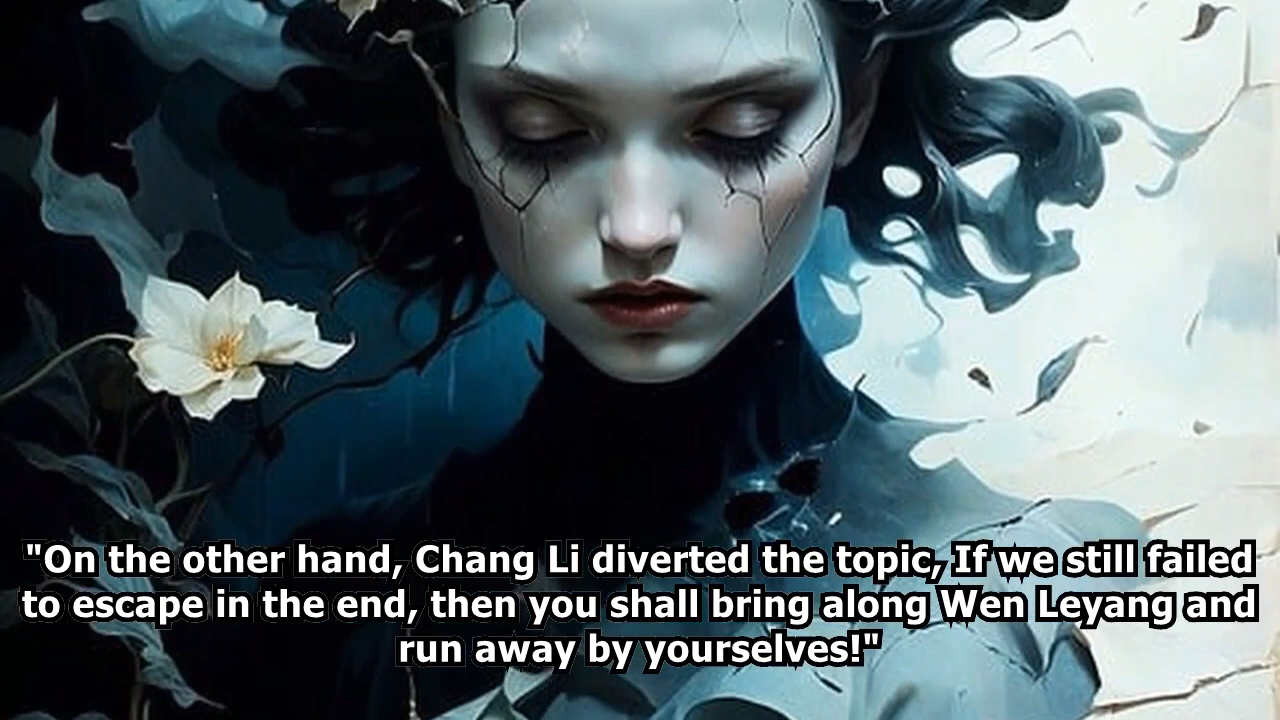 "On the other hand, Chang Li diverted the topic, If we still failed
to escape in the end, then you shall bring along Wen Leyang and
run away by yourselves!"